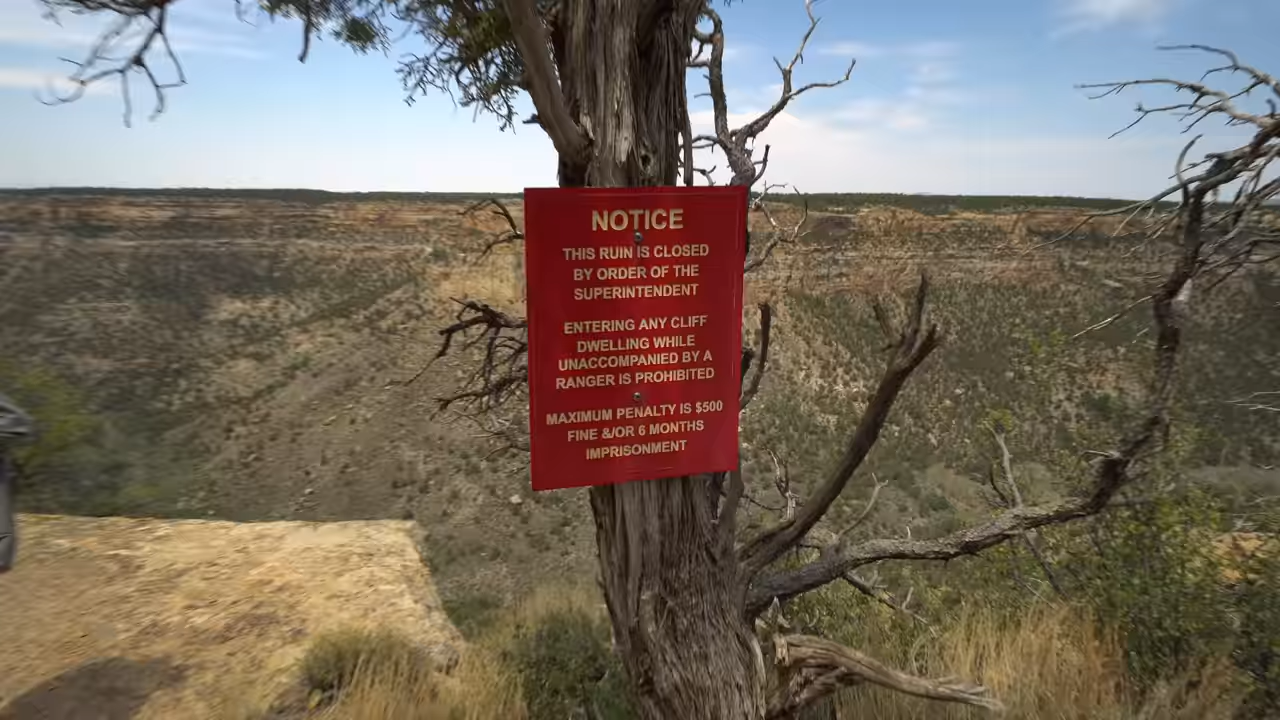 NOTICE
THIS RUIN IS CLOSED
BY ORDER OF THE
SUPERINTENDENT
ENTERING ANY CLIFF
DWELLING WHILE
UNACCOMPANIED BY A
RANGER IS PROHIBITED
MAXIMUM PENALTY IS $500
FINE &/OR 6 MONTHS
IMPRISONMENT